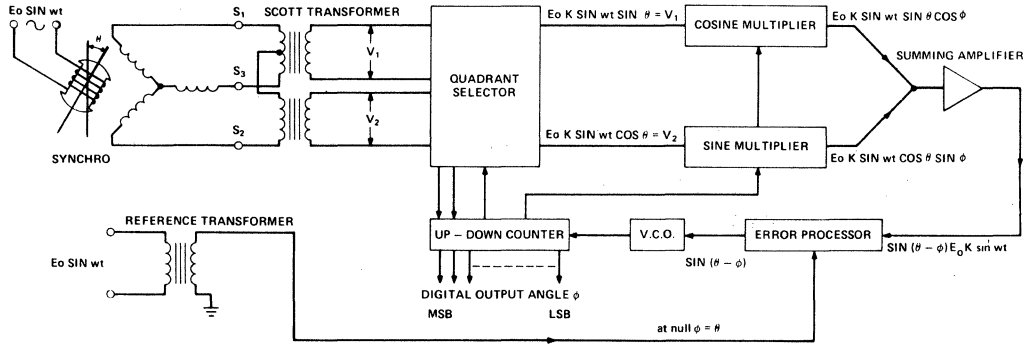 Eo SIN wt
θ
SYNCHRO
S1
S3
S2
SCOTT TRANSFORMER
V1
V2
QUADRANT SELECTOR
Eo K SIN wt SIN θ = V1
Eo K SIN wt COS θ = V2
COSINE MULTIPLIER
SINE MULTIPLIER
Eo K SIN wt SIN θ COS ϕ
Eo K SIN wt COS θ SIN ϕ
SUMMING AMPLIFIER
REFERENCE TRANSFORMER
Eo SIN wt
UP – DOWN COUNTER
V.C.O.
ERROR PROCESSOR
SIN (θ – ϕ)
SIN (θ – ϕ) EoK sin wt
DIGITAL OUTPUT ANGLE ϕ
MSB
LSB
at null ϕ = θ